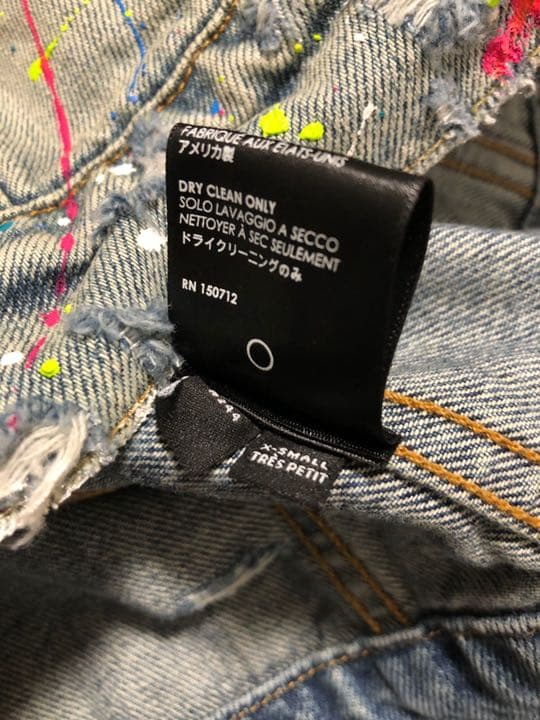 FABRIQUE AUX ETATS-UNIS
アメリカ製
DRY CLEAN ONLY
SOLO LAVAGGIO A SECCO
NETTOYER À SEC SEULEMENT
ドライクリーニングのみ
RN 150712
X-SMALL
TRÈS PETIT